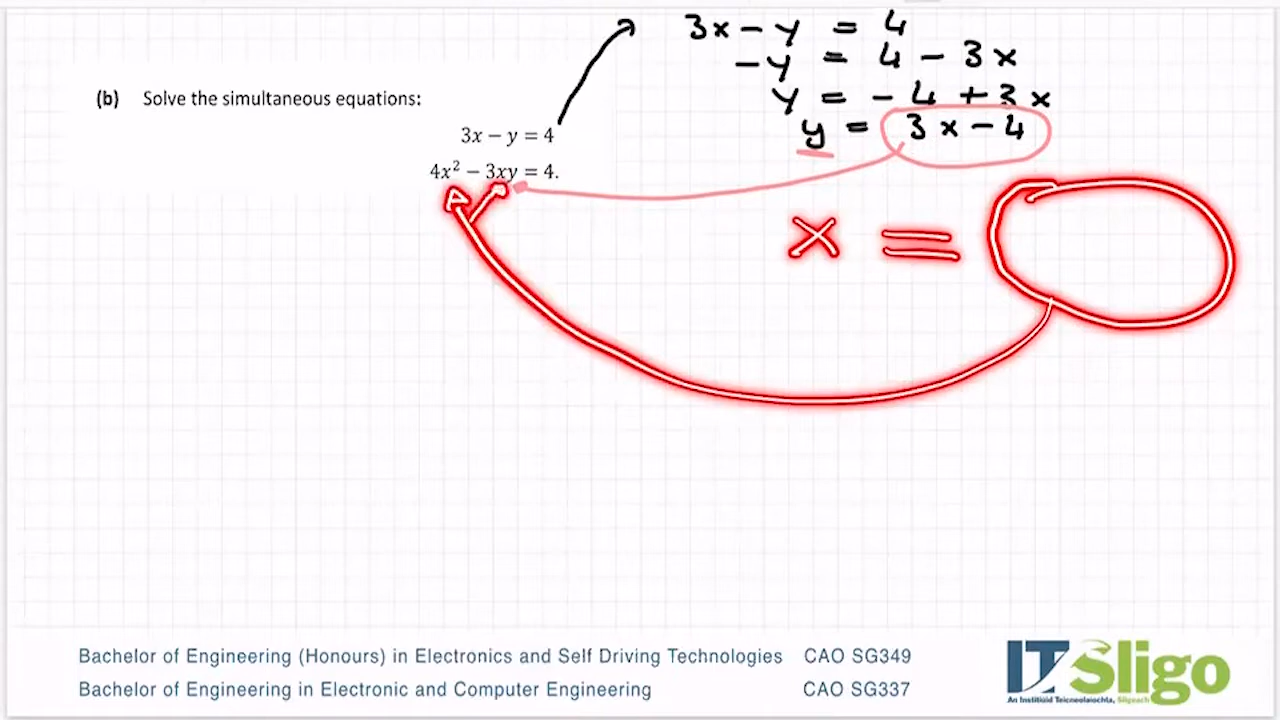 3x − y = 4
−y = 4 − 3x
y = −4 + 3x
y = 3x − 4
(b) Solve the simultaneous equations:
3x − y = 4
4x² − 3xy = 4.
x =
Bachelor of Engineering (Honours) in Electronics and Self Driving Technologies CAO SG349
Bachelor of Engineering in Electronic and Computer Engineering CAO SG337
IT Sligo
An Institiúid Teicneolaíochta, Sligeach